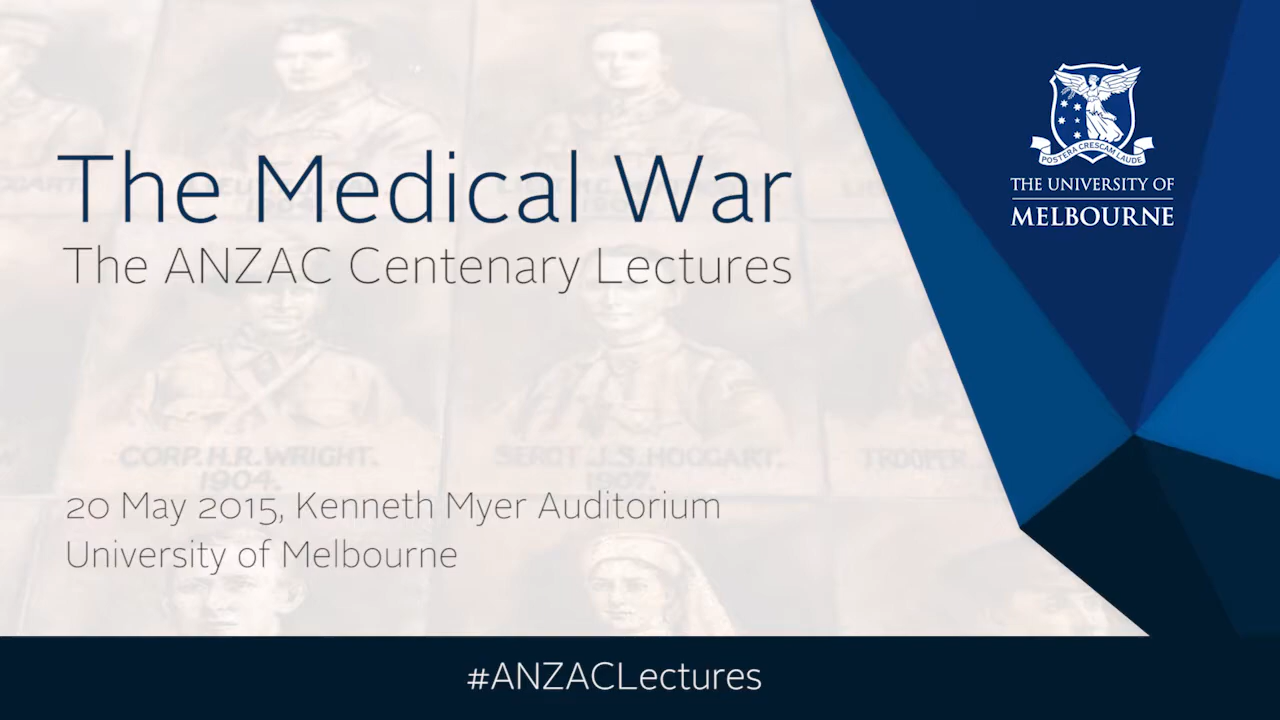 The Medical War
The ANZAC Centenary Lectures
POSTERA CRESCAM LAUDE
THE UNIVERSITY OF
MELBOURNE
CORP. H.R. WRIGHT.
1904.
SERGT J.S. HOGGART.
1907.
TROOPER
20 May 2015, Kenneth Myer Auditorium
University of Melbourne
#ANZACLectures